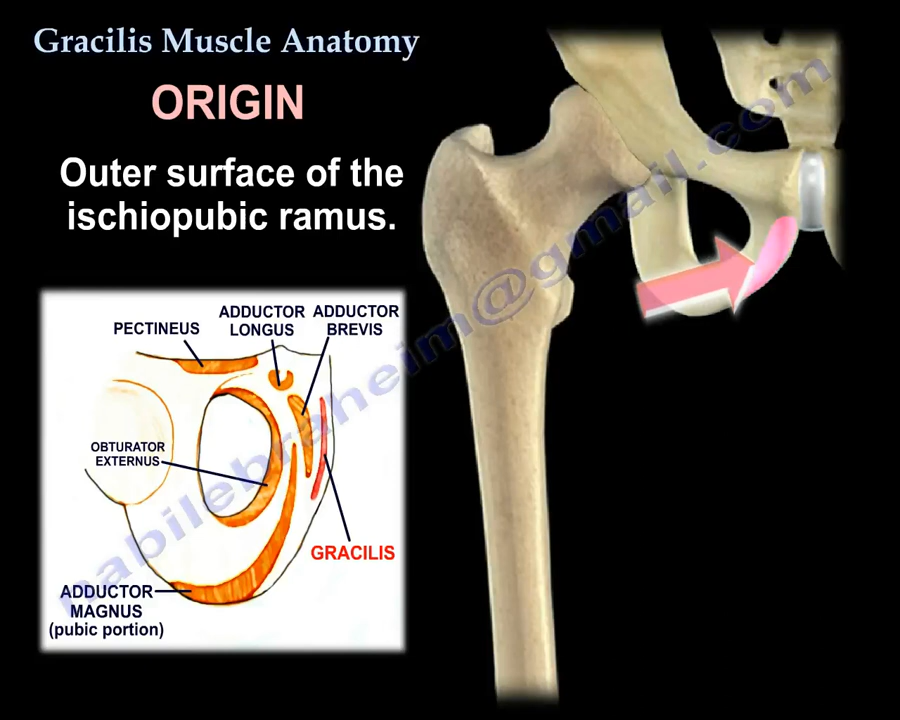 Gracilis Muscle Anatomy
ORIGIN
Outer surface of the
ischiopubic ramus.
PECTINEUS
ADDUCTOR
LONGUS
ADDUCTOR
BREVIS
OBTURATOR
EXTERNUS
GRACILIS
ADDUCTOR
MAGNUS
(pubic portion)
nabilebraheim@gmail.com